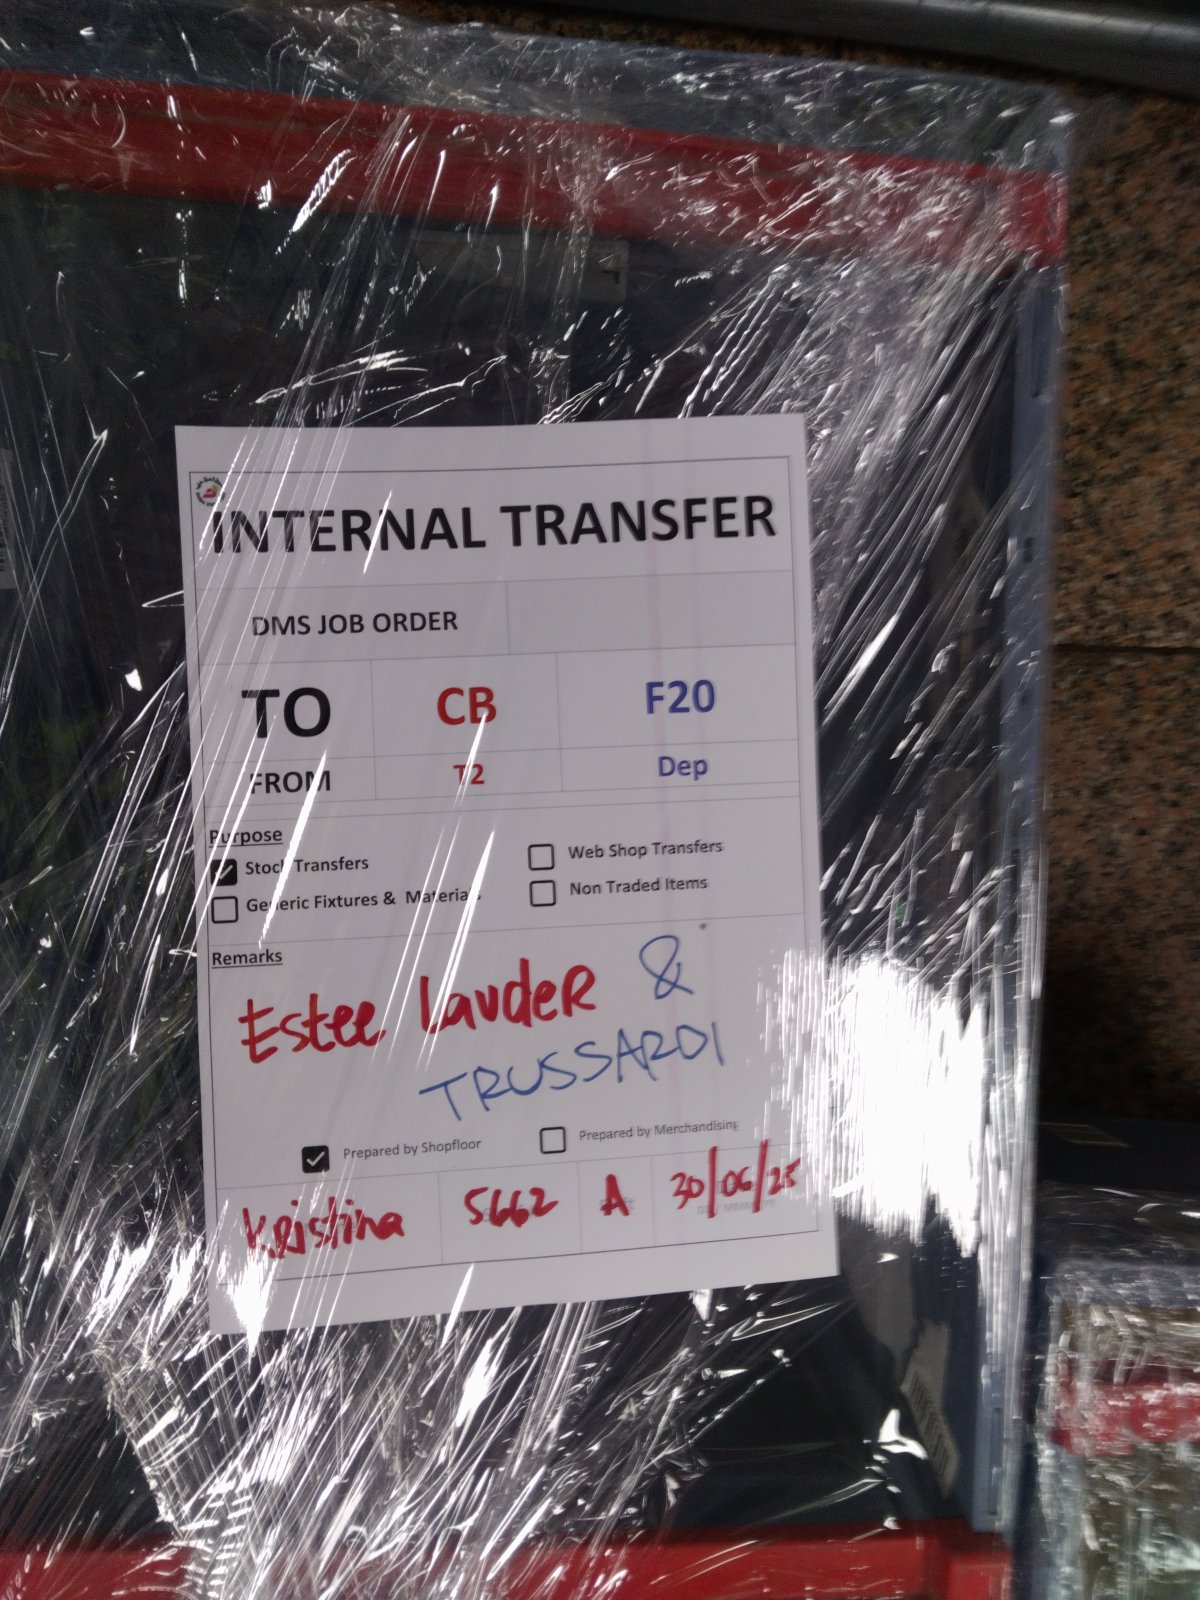 INTERNAL TRANSFER
DMS JOB ORDER
TO CB F20
FROM T2 Dep
Purpose
Stock Transfers
Web Shop Transfers
Generic Fixtures & Materials
Non Traded Items
Remarks
Estee Lauder &
TRUSSARDI
Prepared by Shopfloor
Prepared by Merchandising
Kristina 5662 A 30/06/25